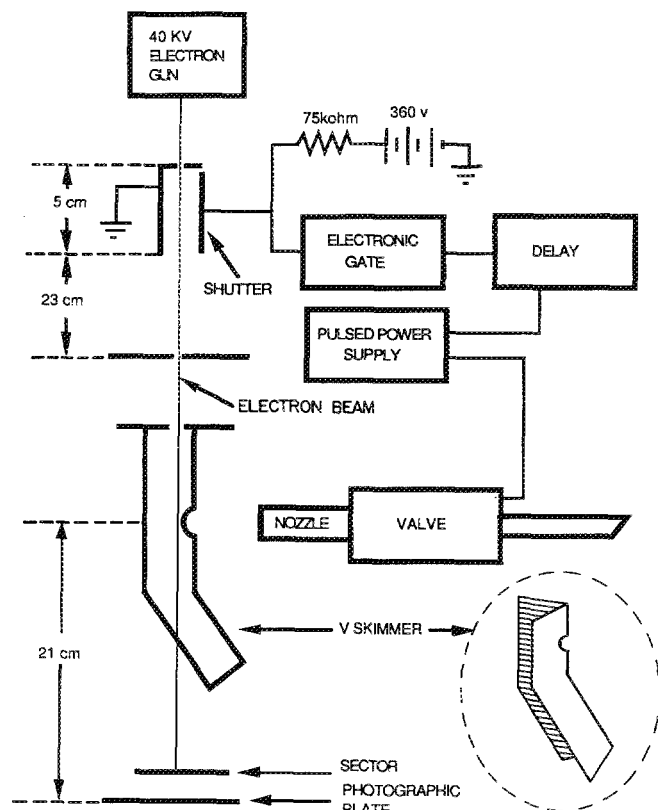 40 KV
ELECTRON
GUN
75kohm
360 v
5 cm
SHUTTER
ELECTRONIC
GATE
DELAY
23 cm
PULSED POWER
SUPPLY
ELECTRON BEAM
NOZZLE
VALVE
21 cm
V SKIMMER
SECTOR
PHOTOGRAPHIC
PLATE